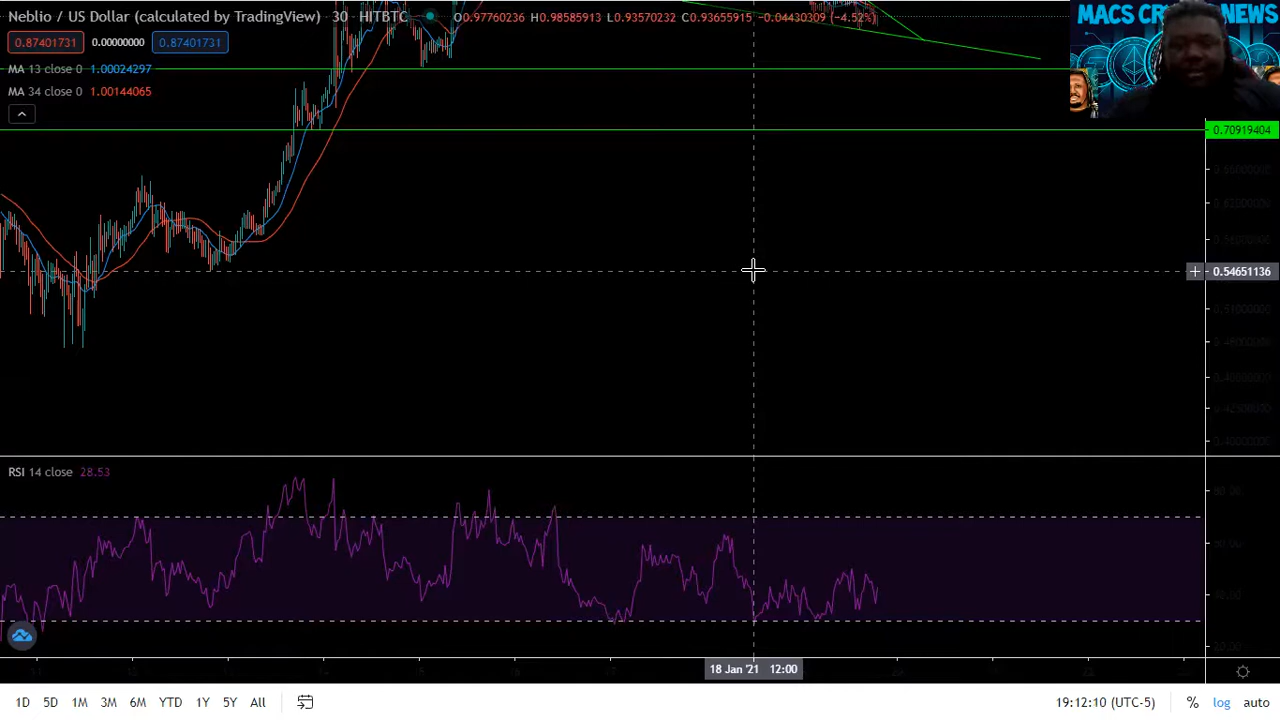 Neblio / US Dollar (calculated by TradingView) · 30 · HITBTC O0.97760236 H0.98585913 L0.93570232 C0.93655915 −0.04430309 (−4.52%)
0.87401731 0.00000000 0.87401731
MA 13 close 0 1.00024297
MA 34 close 0 1.00144065
MACS CRYPTO NEWS
0.70919404
0.65000000
0.54651136
RSI 14 close 28.53
18 Jan '21 12:00
1D 5D 1M 3M 6M YTD 1Y 5Y All
19:12:10 (UTC-5) % log auto